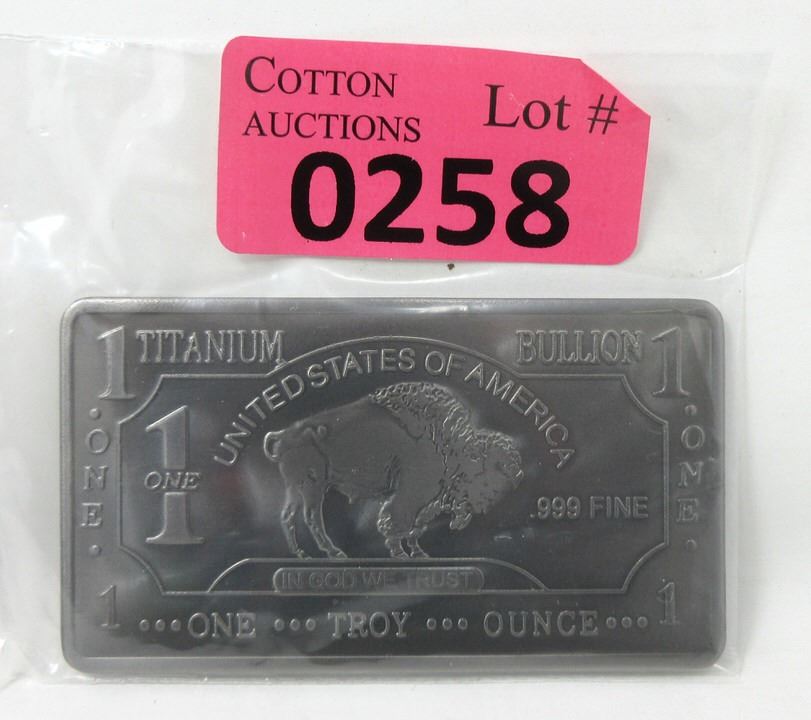 COTTON
AUCTIONS
Lot #
0258
1 TITANIUM BULLION 1
UNITED STATES OF AMERICA
· ONE ·
1
ONE
· ONE ·
.999 FINE
IN GOD WE TRUST
1 ···ONE ··· TROY ··· OUNCE··· 1